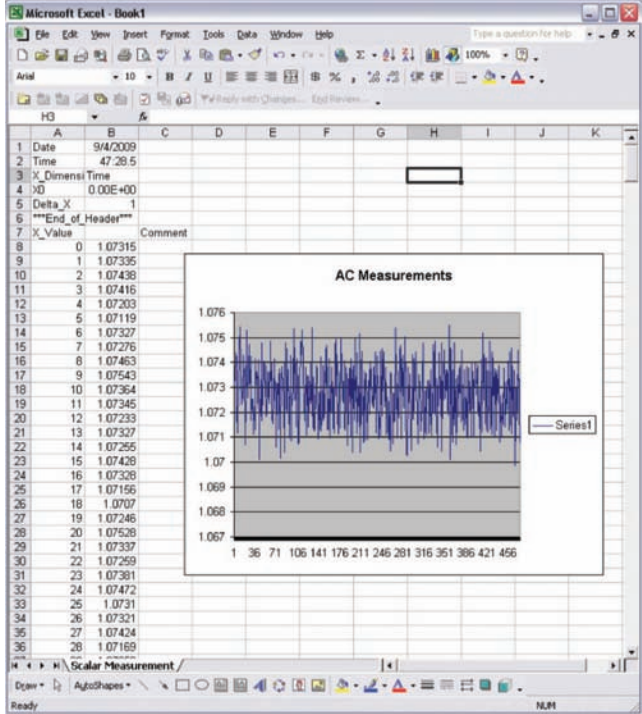 Microsoft Excel - Book1
File Edit View Insert Format Tools Data Window Help Type a question for help
100%
Arial 10 B I U $ % ,
Reply with Changes... End Review...
H3 fx
A B C D E F G H I J K
1 Date 9/4/2009
2 Time 47:28.5
3 X_Dimensi Time
4 X0 0.00E+00
5 Delta_X 1
6 ***End_of_Header***
7 X_Value Comment
8 0 1.07315
9 1 1.07335
10 2 1.07438
11 3 1.07416
12 4 1.07203
13 5 1.07119
14 6 1.07327
15 7 1.07276
16 8 1.07463
17 9 1.07543
18 10 1.07364
19 11 1.07345
20 12 1.07233
21 13 1.07327
22 14 1.07255
23 15 1.07428
24 16 1.07328
25 17 1.07156
26 18 1.0707
27 19 1.07246
28 20 1.07528
29 21 1.07337
30 22 1.07259
31 23 1.07381
32 24 1.07472
33 25 1.0731
34 26 1.07321
35 27 1.07424
36 28 1.07169
AC Measurements
1.076
1.075
1.074
1.073
1.072
1.071
1.07
1.069
1.068
1.067
1 36 71 106 141 176 211 246 281 316 351 386 421 456
Series1
Scalar Measurement
Draw AutoShapes
Ready NUM